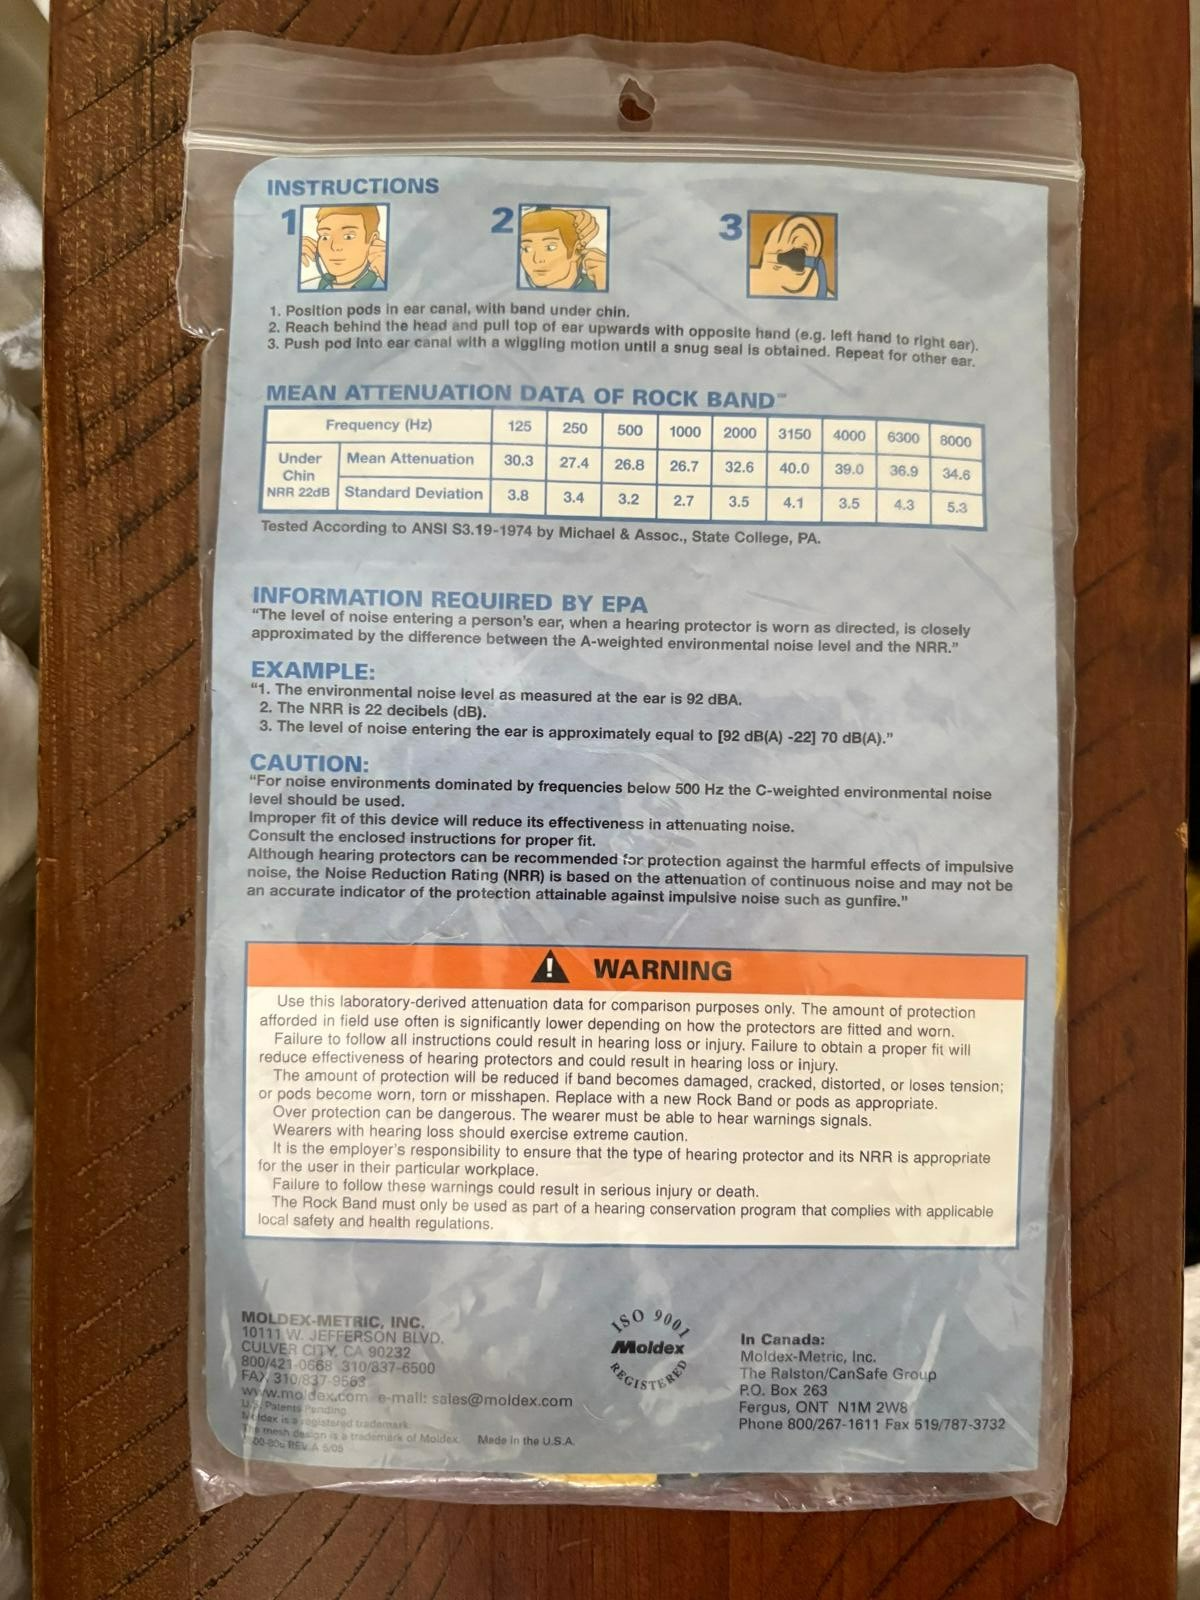 INSTRUCTIONS
1 2 3
1. Position pods in ear canal, with band under chin.
2. Reach behind the head and pull top of ear upwards with opposite hand (e.g. left hand to right ear).
3. Push pod into ear canal with a wiggling motion until a snug seal is obtained. Repeat for other ear.
MEAN ATTENUATION DATA OF ROCK BAND™
Frequency (Hz) 125 250 500 1000 2000 3150 4000 6300 8000
Under Chin NRR 22dB
Mean Attenuation 30.3 27.4 26.8 26.7 32.6 40.0 39.0 36.9 34.6
Standard Deviation 3.8 3.4 3.2 2.7 3.5 4.1 3.5 4.3 5.3
Tested According to ANSI S3.19-1974 by Michael & Assoc., State College, PA.
INFORMATION REQUIRED BY EPA
“The level of noise entering a person's ear, when a hearing protector is worn as directed, is closely
approximated by the difference between the A-weighted environmental noise level and the NRR.”
EXAMPLE:
“1. The environmental noise level as measured at the ear is 92 dBA.
2. The NRR is 22 decibels (dB).
3. The level of noise entering the ear is approximately equal to [92 dB(A) -22] 70 dB(A).”
CAUTION:
“For noise environments dominated by frequencies below 500 Hz the C-weighted environmental noise
level should be used.
Improper fit of this device will reduce its effectiveness in attenuating noise.
Consult the enclosed instructions for proper fit.
Although hearing protectors can be recommended for protection against the harmful effects of impulsive
noise, the Noise Reduction Rating (NRR) is based on the attenuation of continuous noise and may not be
an accurate indicator of the protection attainable against impulsive noise such as gunfire.”
WARNING
Use this laboratory-derived attenuation data for comparison purposes only. The amount of protection
afforded in field use often is significantly lower depending on how the protectors are fitted and worn.
Failure to follow all instructions could result in hearing loss or injury. Failure to obtain a proper fit will
reduce effectiveness of hearing protectors and could result in hearing loss or injury.
The amount of protection will be reduced if band becomes damaged, cracked, distorted, or loses tension;
or pods become worn, torn or misshapen. Replace with a new Rock Band or pods as appropriate.
Over protection can be dangerous. The wearer must be able to hear warnings signals.
Wearers with hearing loss should exercise extreme caution.
It is the employer's responsibility to ensure that the type of hearing protector and its NRR is appropriate
for the user in their particular workplace.
Failure to follow these warnings could result in serious injury or death.
The Rock Band must only be used as part of a hearing conservation program that complies with applicable
local safety and health regulations.
MOLDEX-METRIC, INC.
10111 W. JEFFERSON BLVD.
CULVER CITY, CA 90232
800/421-0668 310/837-6500
FAX 310/837-9563
www.moldex.com e-mail: sales@moldex.com
U.S. Patents Pending
Moldex is a registered trademark
The mesh design is a trademark of Moldex. Made in the U.S.A.
REV.A 5/05
ISO 9001
Moldex
REGISTERED
In Canada:
Moldex-Metric, Inc.
The Ralston/CanSafe Group
P.O. Box 263
Fergus, ONT N1M 2W8
Phone 800/267-1611 Fax 519/787-3732